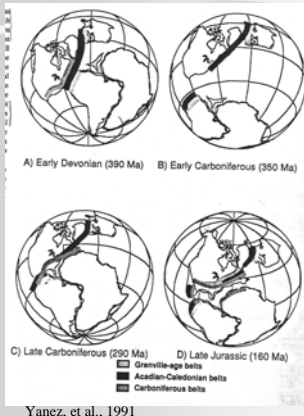 A) Early Devonian (390 Ma)
B) Early Carboniferous (350 Ma)
C) Late Carboniferous (290 Ma)
D) Late Jurassic (160 Ma)
Grenville-age belts
Acadian-Caledonian belts
Carboniferous belts
Yanez, et al., 1991